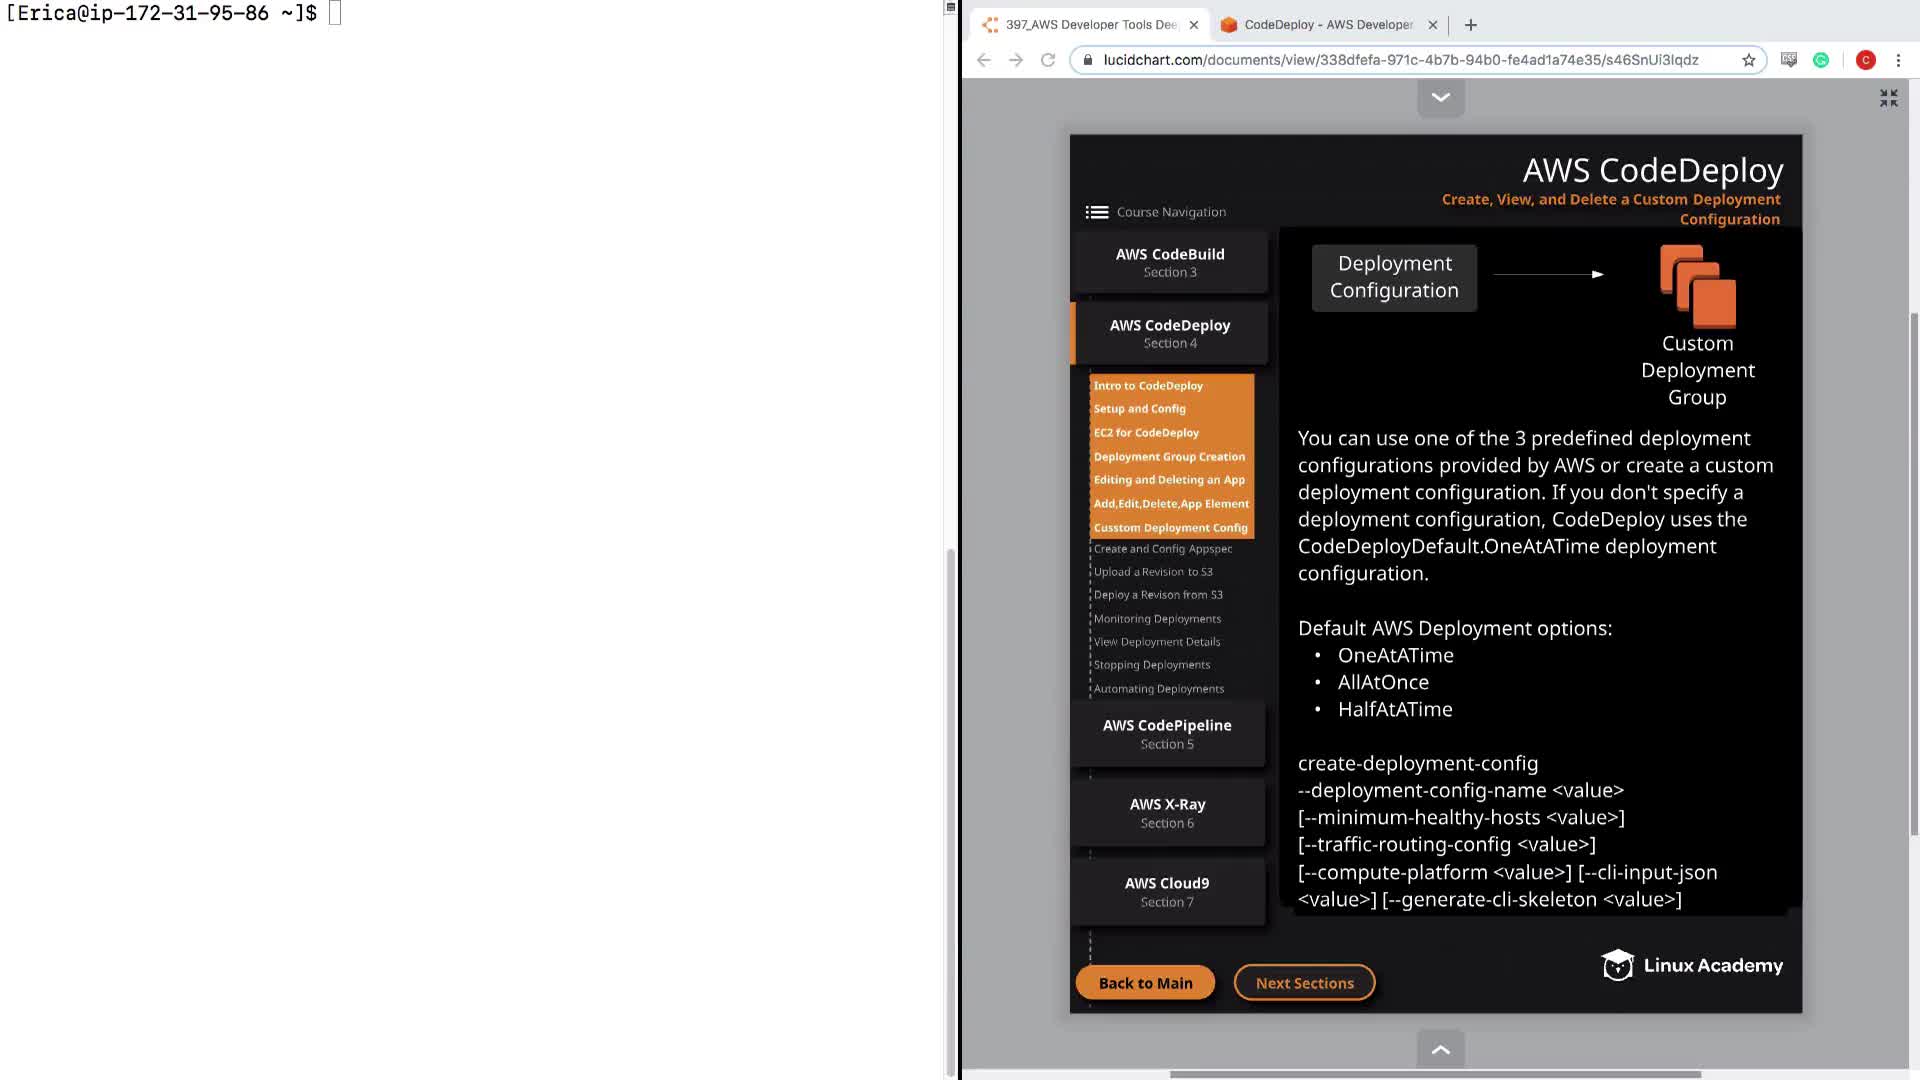 [Erica@ip-172-31-95-86 ~]$
397_AWS Developer Tools Dee
CodeDeploy - AWS Developer
lucidchart.com/documents/view/338dfefa-971c-4b7b-94b0-fe4ad1a74e35/s46SnUi3lqdz
C
AWS CodeDeploy
Create, View, and Delete a Custom Deployment
Configuration
Course Navigation
AWS CodeBuild
Section 3
AWS CodeDeploy
Section 4
Intro to CodeDeploy
Setup and Config
EC2 for CodeDeploy
Deployment Group Creation
Editing and Deleting an App
Add,Edit,Delete,App Element
Cusstom Deployment Config
Create and Config Appspec
Upload a Revision to S3
Deploy a Revison from S3
Monitoring Deployments
View Deployment Details
Stopping Deployments
Automating Deployments
AWS CodePipeline
Section 5
AWS X-Ray
Section 6
AWS Cloud9
Section 7
Back to Main
Next Sections
Deployment
Configuration
Custom
Deployment
Group
You can use one of the 3 predefined deployment
configurations provided by AWS or create a custom
deployment configuration. If you don't specify a
deployment configuration, CodeDeploy uses the
CodeDeployDefault.OneAtATime deployment
configuration.
Default AWS Deployment options:
• OneAtATime
• AllAtOnce
• HalfAtATime
create-deployment-config
--deployment-config-name <value>
[--minimum-healthy-hosts <value>]
[--traffic-routing-config <value>]
[--compute-platform <value>] [--cli-input-json
<value>] [--generate-cli-skeleton <value>]
Linux Academy